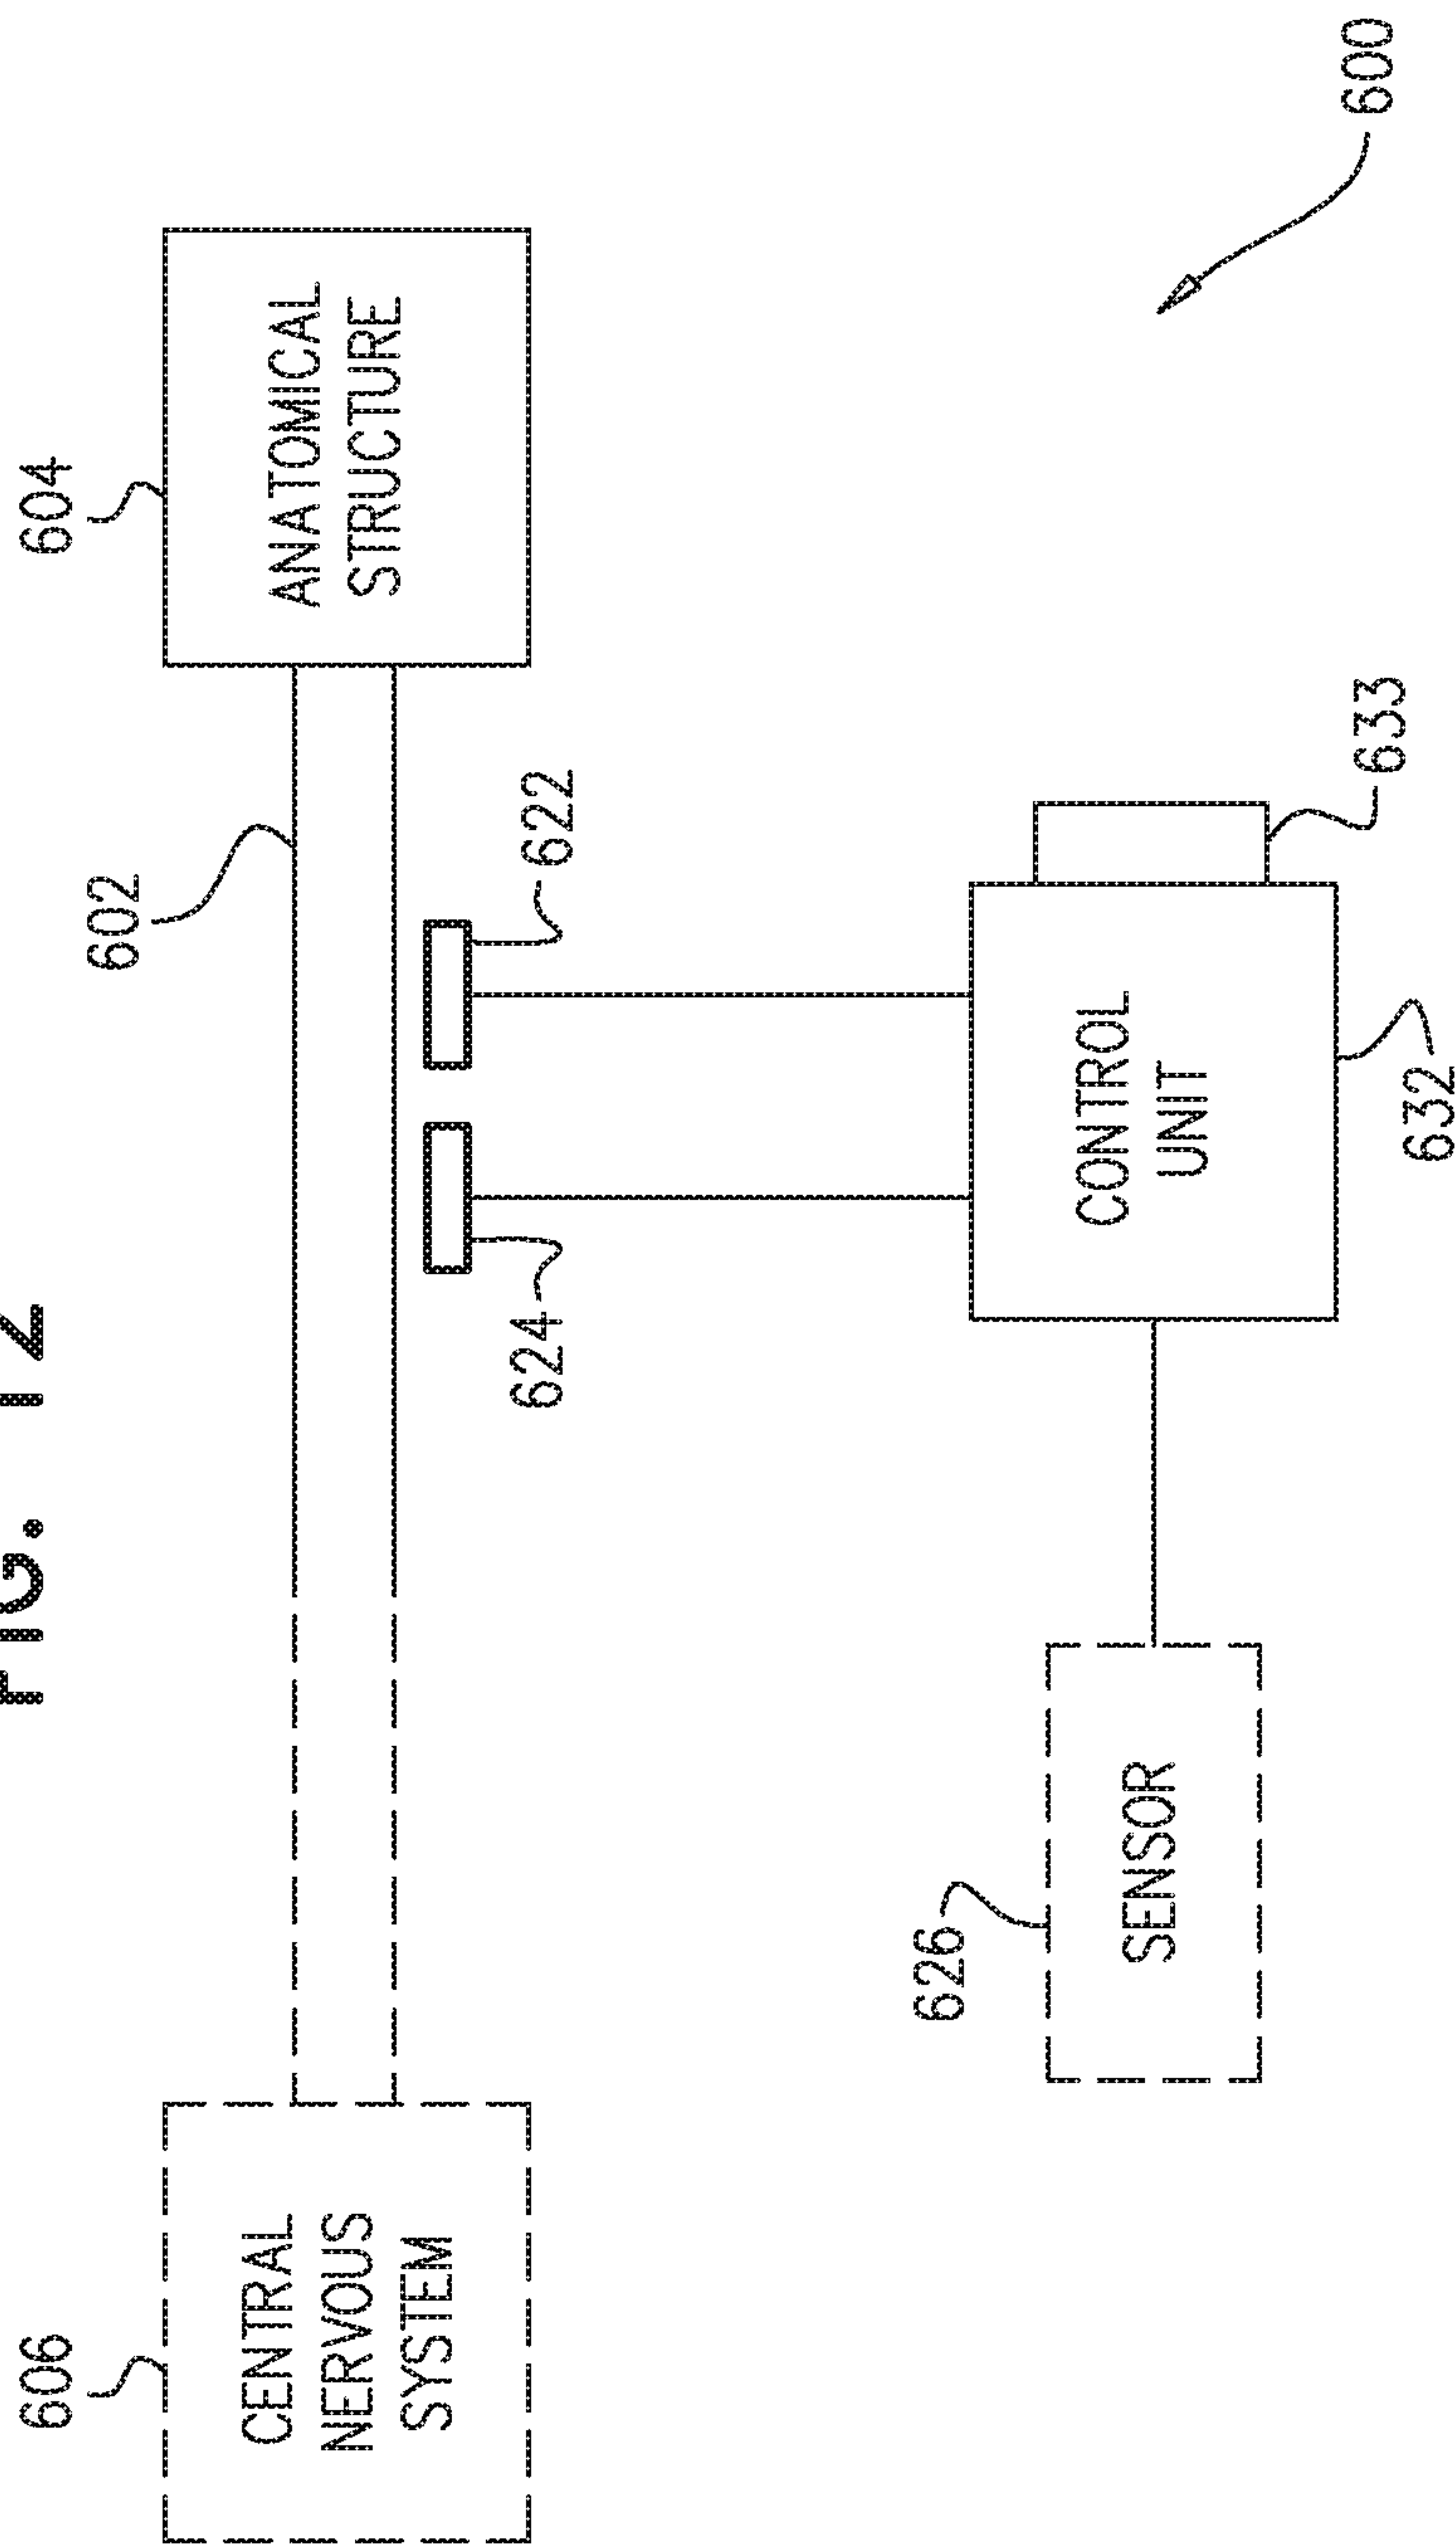 FIG. 12
606
CENTRAL
NERVOUS
SYSTEM
602
604
ANATOMICAL
STRUCTURE
624
622
626
SENSOR
CONTROL
UNIT
632
633
600